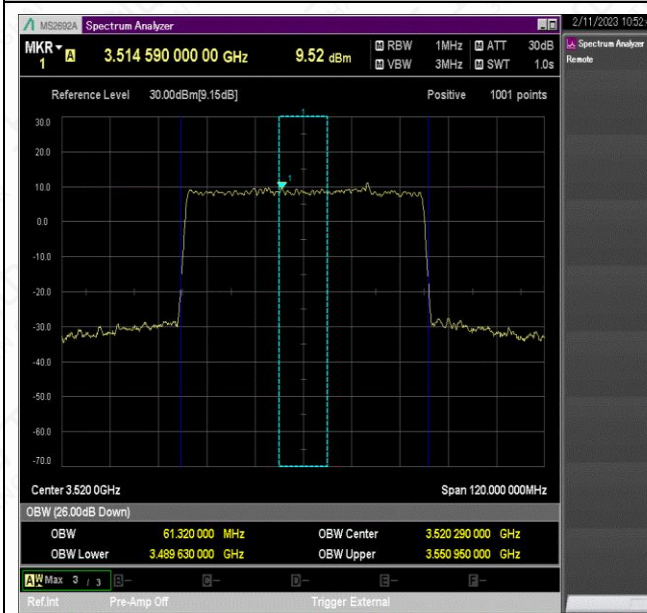 MS2692A Spectrum Analyzer
2/11/2023 10:52
MKR 1 A 3.514 590 000 00 GHz 9.52 dBm
RBW 1MHz ATT 30dB
VBW 3MHz SWT 1.0s
Spectrum Analyzer
Remote
Reference Level 30.00dBm[9.15dB] Positive 1001 points
1
30.0
20.0
10.0
1
0.0
-10.0
-20.0
-30.0
-40.0
-50.0
-60.0
-70.0
Center 3.520 0GHz Span 120.000 000MHz
OBW (26.00dB Down)
OBW 61.320 000 MHz OBW Center 3.520 290 000 GHz
OBW Lower 3.489 630 000 GHz OBW Upper 3.550 950 000 GHz
A W Max 3 / 3 B- C- D- E- F-
Ref.Int Pre-Amp Off Trigger External